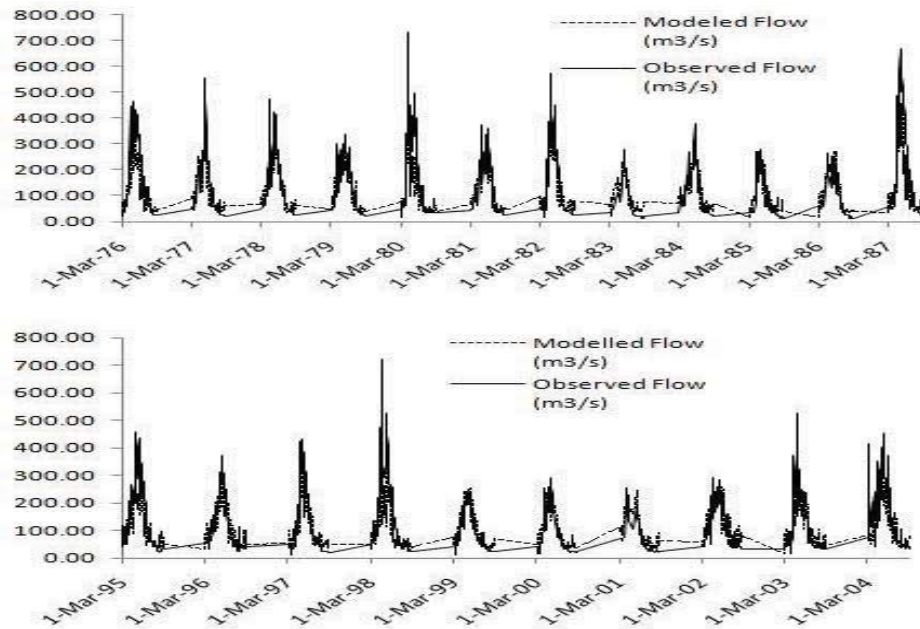 800.00
700.00
600.00
500.00
400.00
300.00
200.00
100.00
0.00
Modeled Flow
(m3/s)
Observed Flow
(m3/s)
1-Mar-76
1-Mar-77
1-Mar-78
1-Mar-79
1-Mar-80
1-Mar-81
1-Mar-82
1-Mar-83
1-Mar-84
1-Mar-85
1-Mar-86
1-Mar-87
800.00
700.00
600.00
500.00
400.00
300.00
200.00
100.00
0.00
Modelled Flow
(m3/s)
Observed Flow
(m3/s)
1-Mar-95
1-Mar-96
1-Mar-97
1-Mar-98
1-Mar-99
1-Mar-00
1-Mar-01
1-Mar-02
1-Mar-03
1-Mar-04